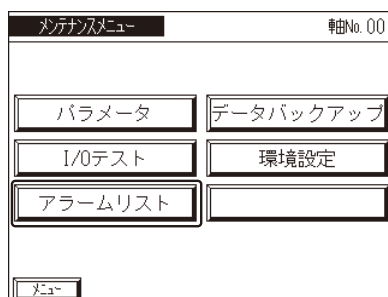 メンテナンスメニュー 軸No. 00
パラメータ データバックアップ
I/Oテスト 環境設定
アラームリスト
メニュー